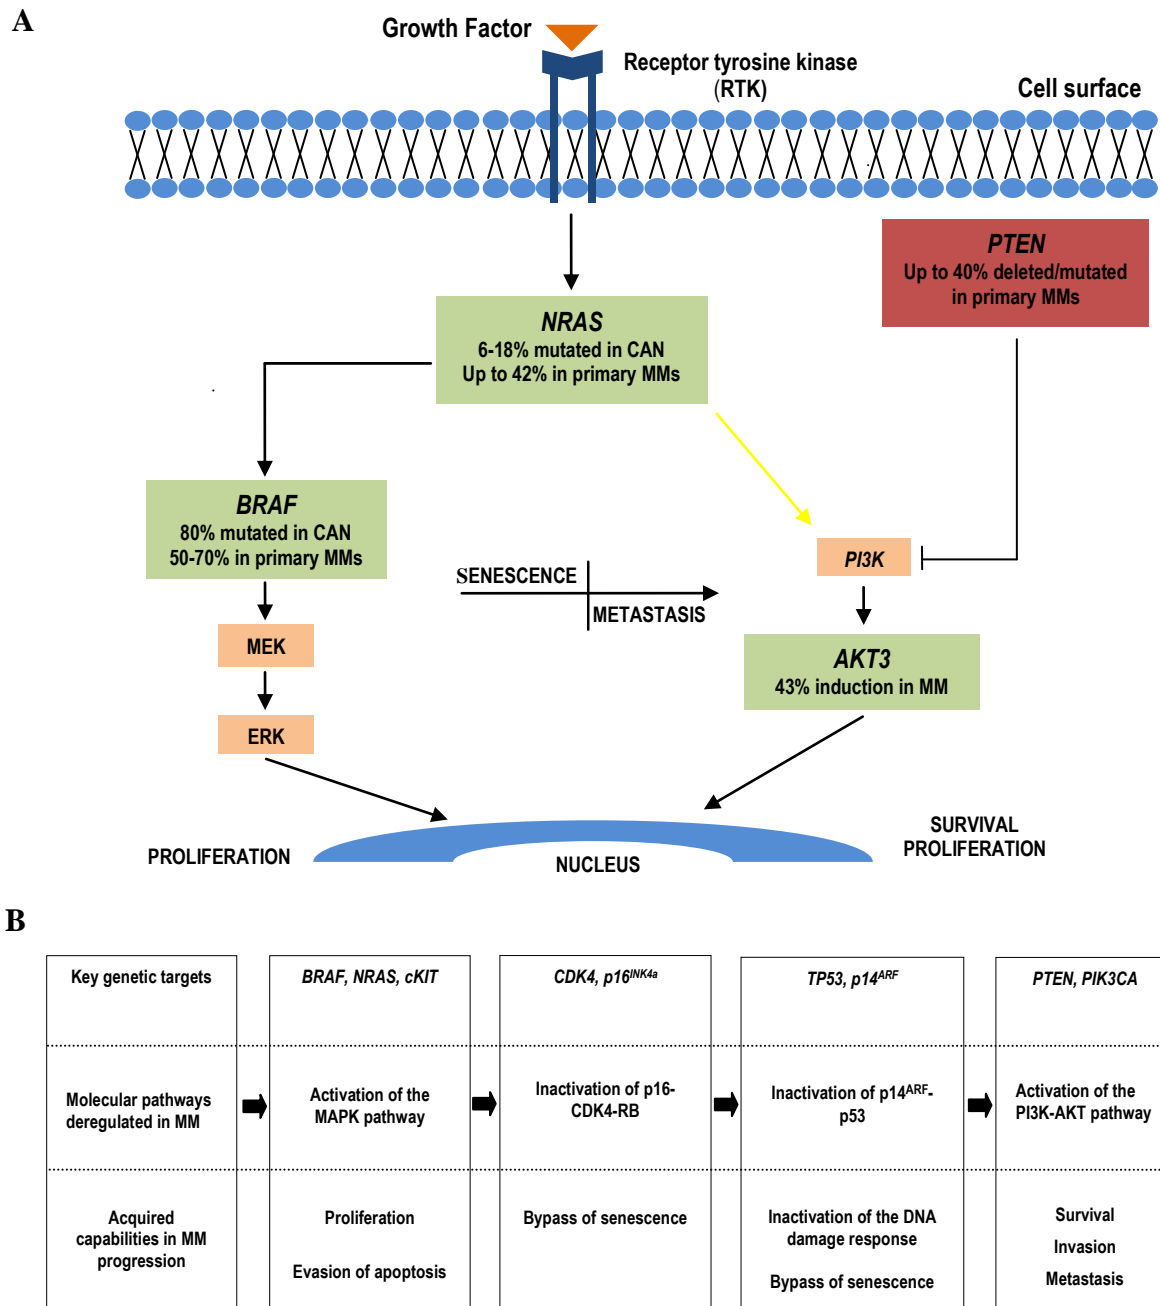 A
Growth Factor
Receptor tyrosine kinase
(RTK)
Cell surface
PTEN
Up to 40% deleted/mutated
in primary MMs
NRAS
6-18% mutated in CAN
Up to 42% in primary MMs
BRAF
80% mutated in CAN
50-70% in primary MMs
PI3K
SENESCENCE
METASTASIS
MEK
AKT3
43% induction in MM
ERK
PROLIFERATION
NUCLEUS
SURVIVAL
PROLIFERATION
B
Key genetic targets
BRAF, NRAS, cKIT
CDK4, p16INK4a
TP53, p14ARF
PTEN, PIK3CA
Molecular pathways
deregulated in MM
Activation of the
MAPK pathway
Inactivation of p16-
CDK4-RB
Inactivation of p14ARF-
p53
Activation of the
PI3K-AKT pathway
Acquired
capabilities in MM
progression
Proliferation
Evasion of apoptosis
Bypass of senescence
Inactivation of the DNA
damage response
Bypass of senescence
Survival
Invasion
Metastasis